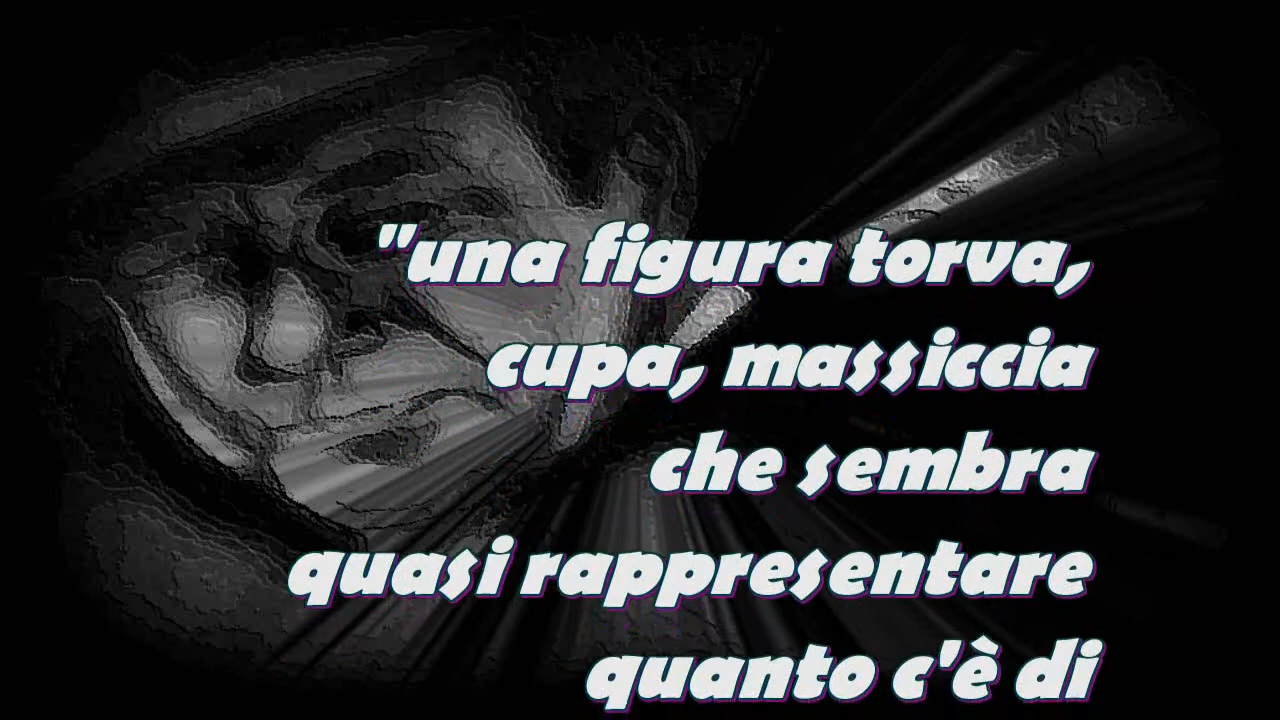 "una figura torva,
cupa, massiccia
che sembra
quasi rappresentare
quanto c'è di